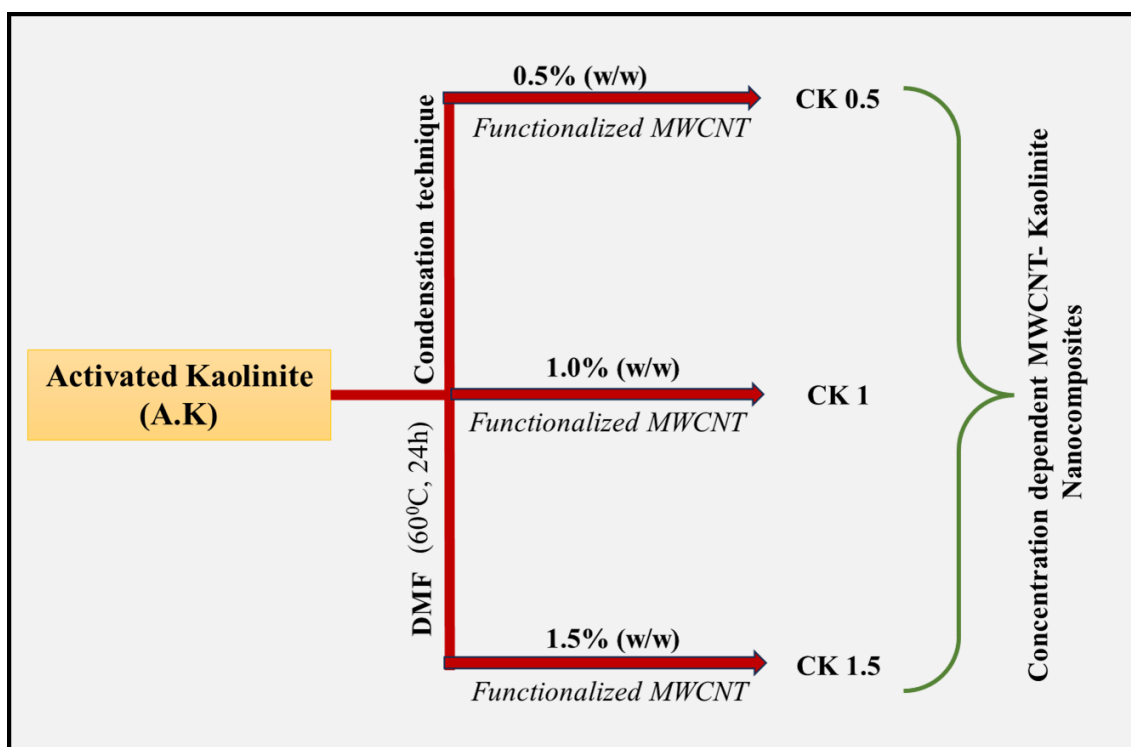 Activated Kaolinite
(A.K)
Condensation technique
DMF (60⁰C, 24h)
0.5% (w/w)
Functionalized MWCNT
CK 0.5
1.0% (w/w)
Functionalized MWCNT
CK 1
1.5% (w/w)
Functionalized MWCNT
CK 1.5
Concentration dependent MWCNT- Kaolinite
Nanocomposites